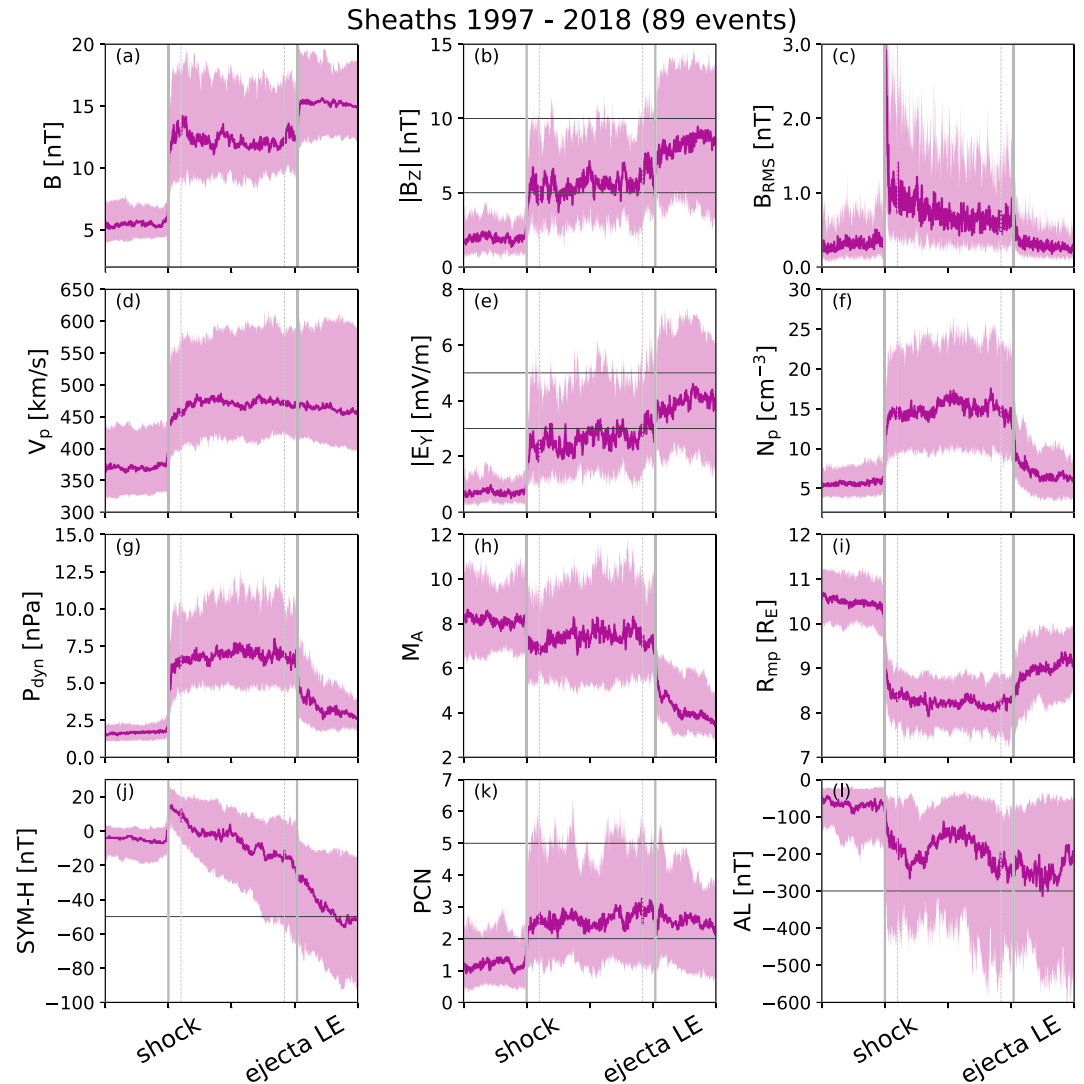 Sheaths 1997 - 2018 (89 events)
(a)
20
15
10
5
B [nT]
(b)
15
10
5
0
|B_Z| [nT]
(c)
3.0
2.0
1.0
0.0
B_RMS [nT]
(d)
650
600
550
500
450
400
350
300
V_p [km/s]
(e)
8
6
4
2
0
|E_Y| [mV/m]
(f)
30
25
20
15
10
5
N_p [cm⁻³]
(g)
15.0
12.5
10.0
7.5
5.0
2.5
0.0
P_dyn [nPa]
(h)
12
10
8
6
4
2
M_A
(i)
12
11
10
9
8
7
R_mp [R_E]
(j)
20
0
−20
−40
−60
−80
−100
SYM-H [nT]
(k)
7
6
5
4
3
2
1
0
PCN
(l)
0
−100
−200
−300
−400
−500
−600
AL [nT]
shock
ejecta LE
shock
ejecta LE
shock
ejecta LE